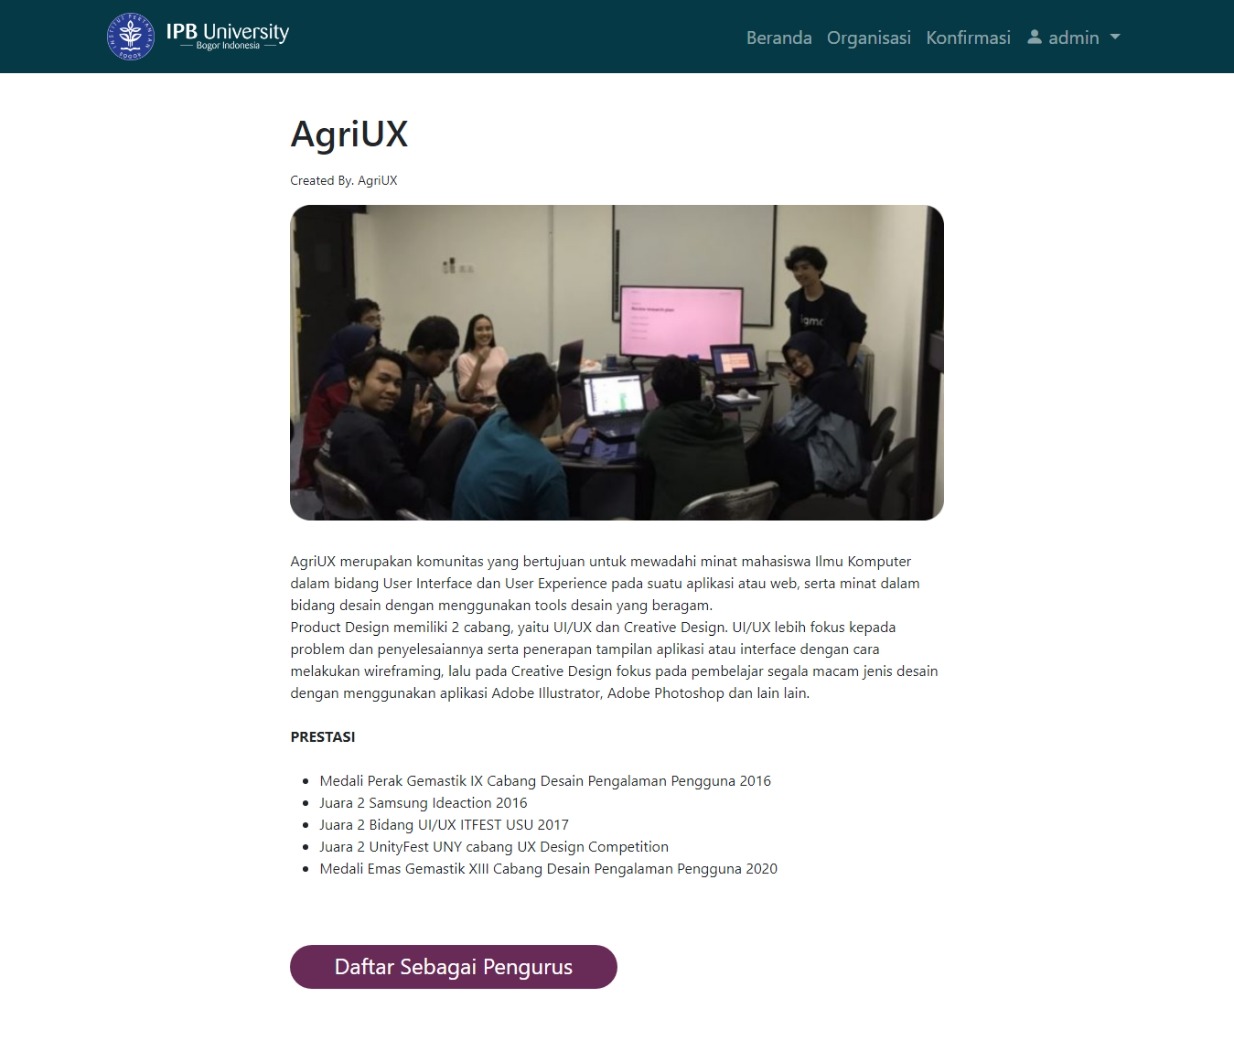 IPB University
Bogor Indonesia
Beranda Organisasi Konfirmasi admin
AgriUX
Created By. AgriUX
AgriUX merupakan komunitas yang bertujuan untuk mewadahi minat mahasiswa Ilmu Komputer
dalam bidang User Interface dan User Experience pada suatu aplikasi atau web, serta minat dalam
bidang desain dengan menggunakan tools desain yang beragam.
Product Design memiliki 2 cabang, yaitu UI/UX dan Creative Design. UI/UX lebih fokus kepada
problem dan penyelesaiannya serta penerapan tampilan aplikasi atau interface dengan cara
melakukan wireframing, lalu pada Creative Design fokus pada pembelajar segala macam jenis desain
dengan menggunakan aplikasi Adobe Illustrator, Adobe Photoshop dan lain lain.
PRESTASI
• Medali Perak Gemastik IX Cabang Desain Pengalaman Pengguna 2016
• Juara 2 Samsung Ideaction 2016
• Juara 2 Bidang UI/UX ITFEST USU 2017
• Juara 2 UnityFest UNY cabang UX Design Competition
• Medali Emas Gemastik XIII Cabang Desain Pengalaman Pengguna 2020
Daftar Sebagai Pengurus